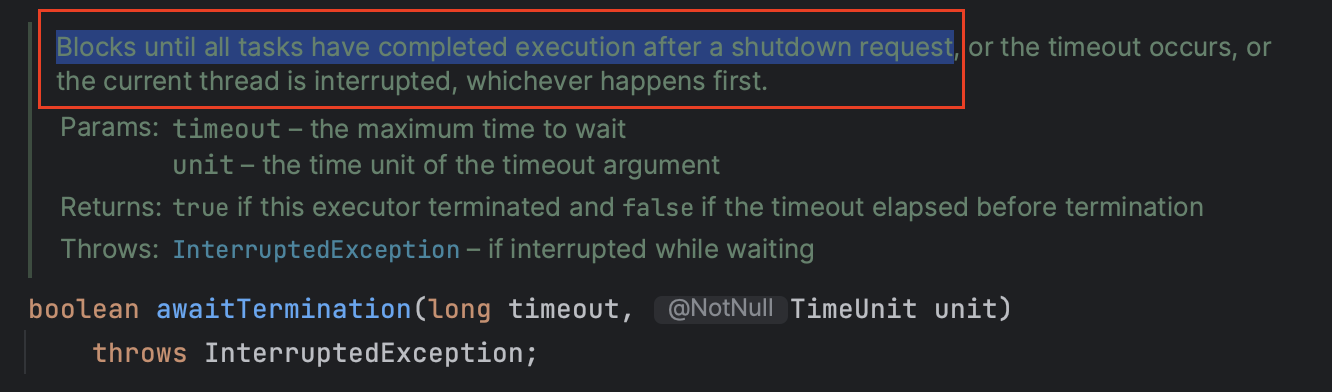 Blocks until all tasks have completed execution after a shutdown request, or the timeout occurs, or
the current thread is interrupted, whichever happens first.
Params: timeout – the maximum time to wait
unit – the time unit of the timeout argument
Returns: true if this executor terminated and false if the timeout elapsed before termination
Throws: InterruptedException – if interrupted while waiting
boolean awaitTermination(long timeout, @NotNull TimeUnit unit)
throws InterruptedException;